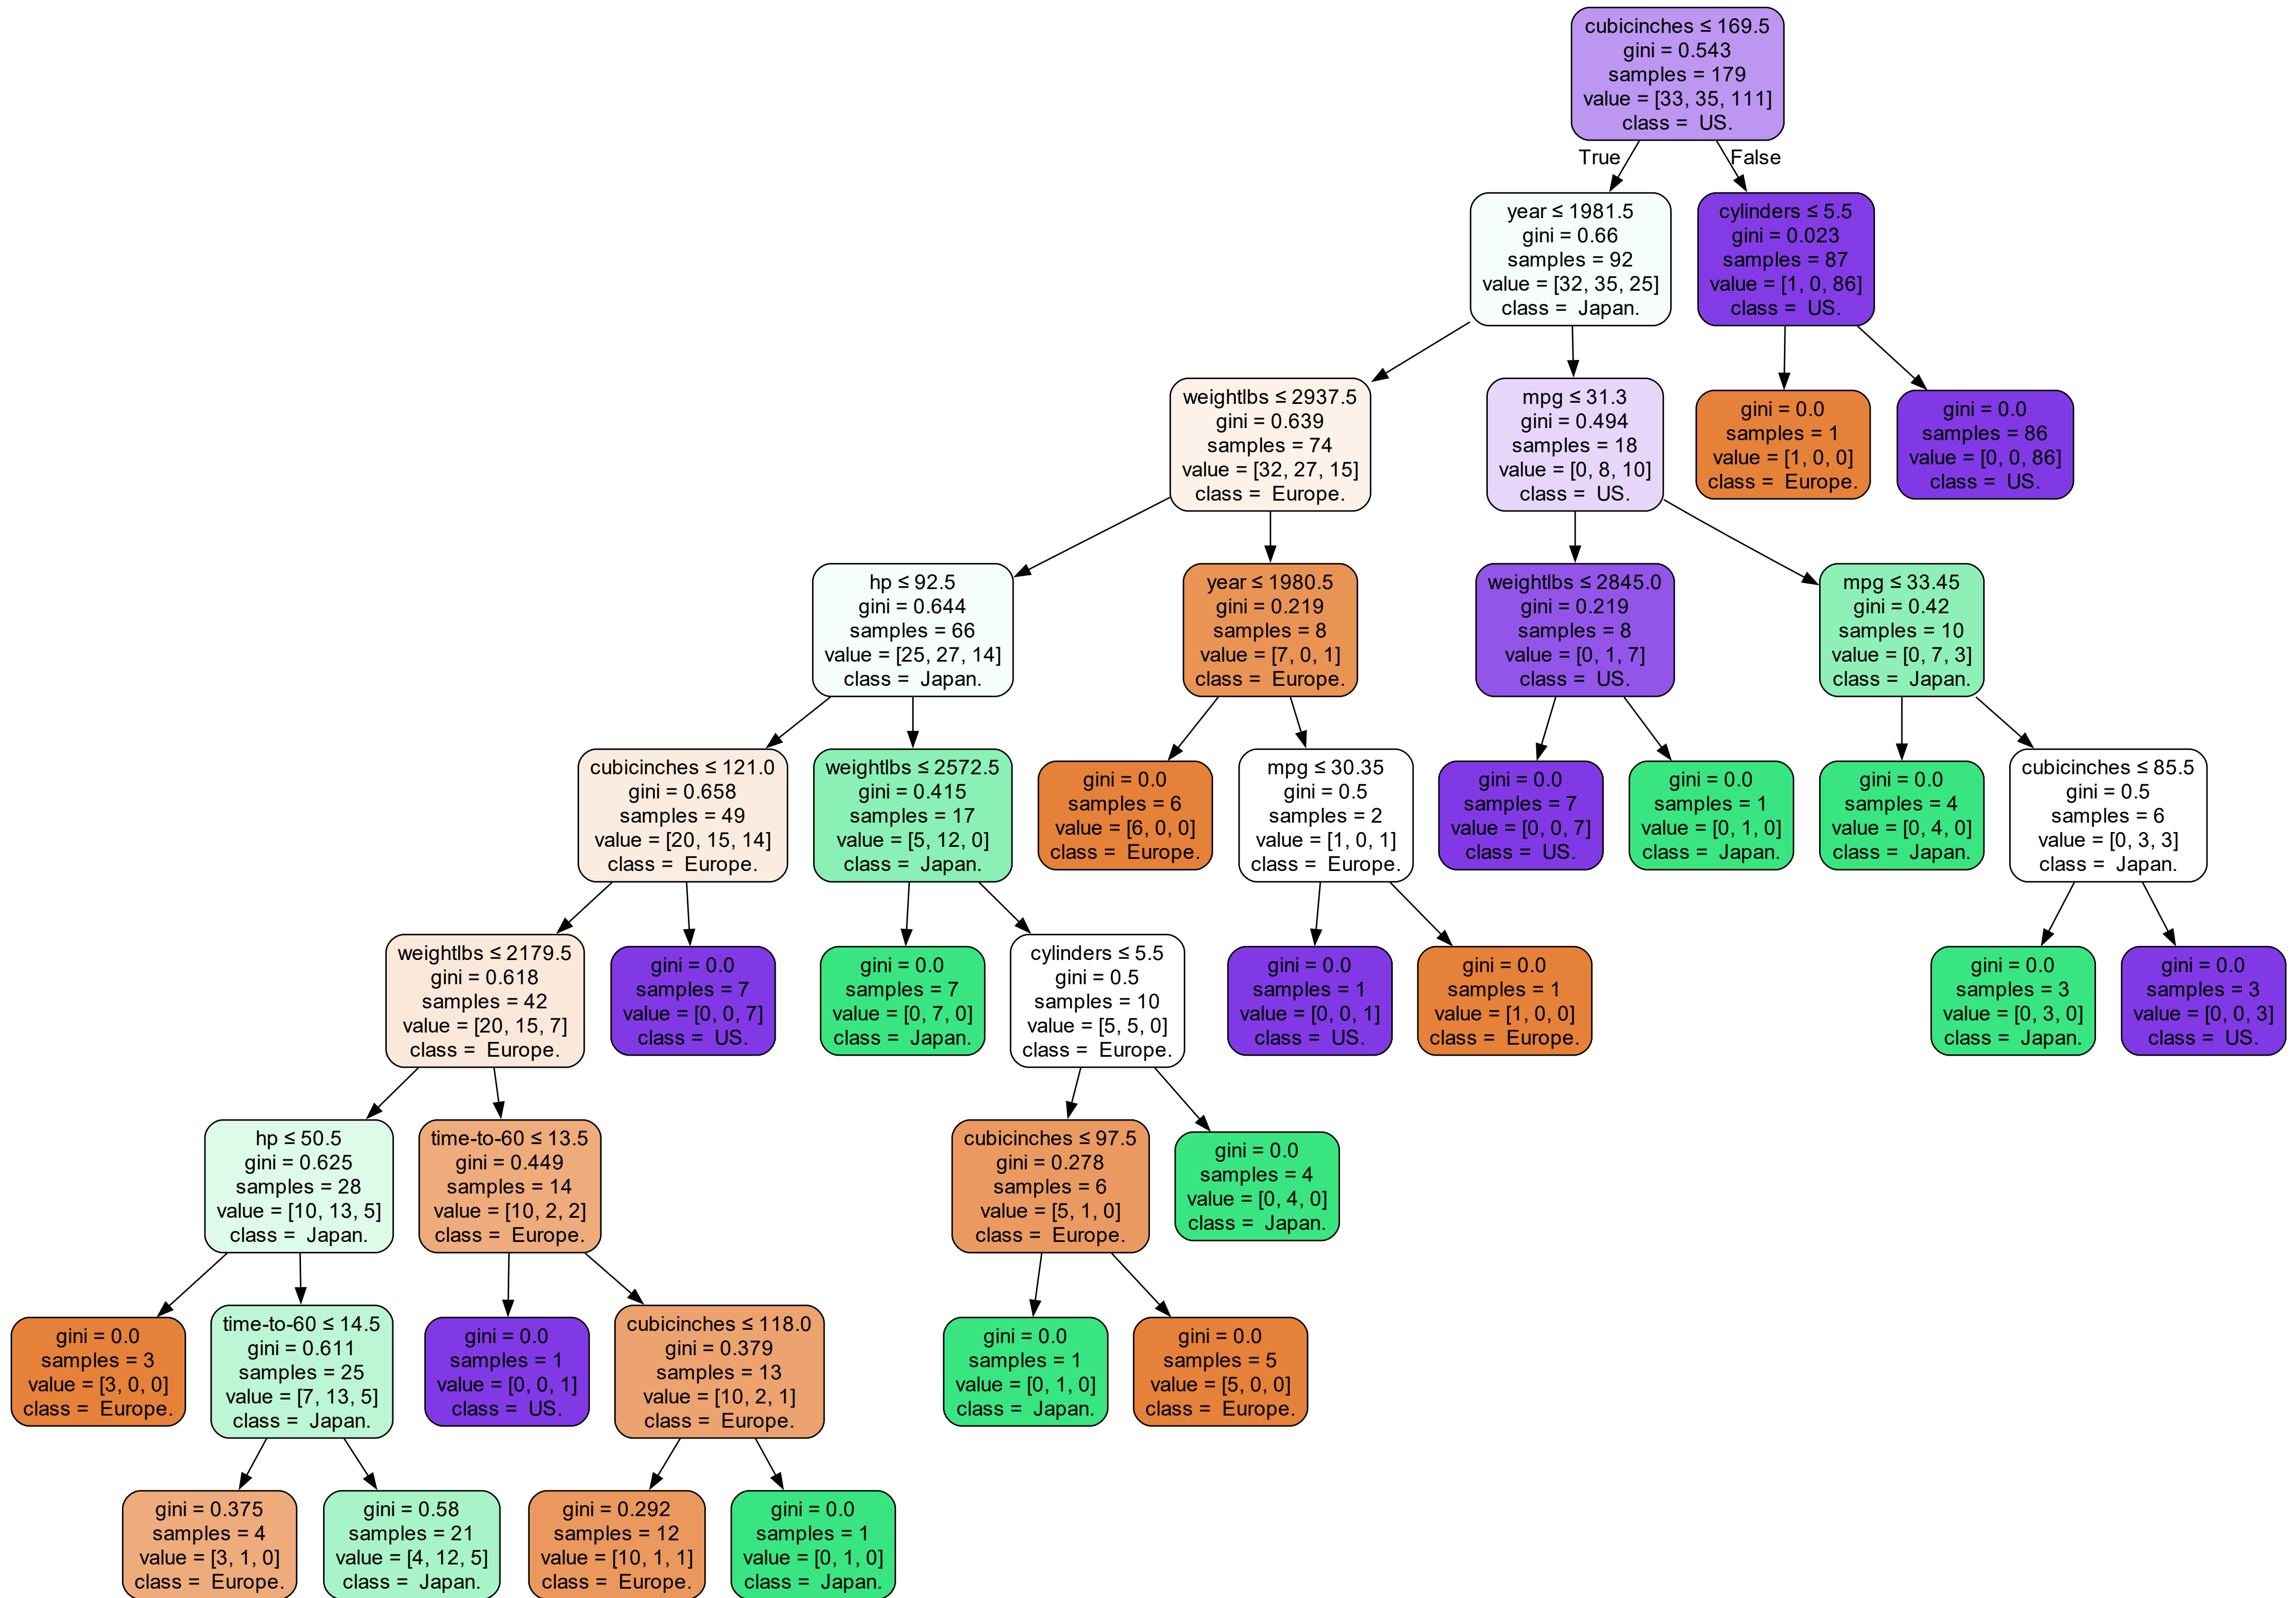 cubicinches ≤ 169.5
gini = 0.543
samples = 179
value = [33, 35, 111]
class =  US.
True
False
year ≤ 1981.5
gini = 0.66
samples = 92
value = [32, 35, 25]
class =  Japan.
cylinders ≤ 5.5
gini = 0.023
samples = 87
value = [1, 0, 86]
class =  US.
weightlbs ≤ 2937.5
gini = 0.639
samples = 74
value = [32, 27, 15]
class =  Europe.
mpg ≤ 31.3
gini = 0.494
samples = 18
value = [0, 8, 10]
class =  US.
gini = 0.0
samples = 1
value = [1, 0, 0]
class =  Europe.
gini = 0.0
samples = 86
value = [0, 0, 86]
class =  US.
hp ≤ 92.5
gini = 0.644
samples = 66
value = [25, 27, 14]
class =  Japan.
year ≤ 1980.5
gini = 0.219
samples = 8
value = [7, 0, 1]
class =  Europe.
weightlbs ≤ 2845.0
gini = 0.219
samples = 8
value = [0, 1, 7]
class =  US.
mpg ≤ 33.45
gini = 0.42
samples = 10
value = [0, 7, 3]
class =  Japan.
cubicinches ≤ 121.0
gini = 0.658
samples = 49
value = [20, 15, 14]
class =  Europe.
weightlbs ≤ 2572.5
gini = 0.415
samples = 17
value = [5, 12, 0]
class =  Japan.
gini = 0.0
samples = 6
value = [6, 0, 0]
class =  Europe.
mpg ≤ 30.35
gini = 0.5
samples = 2
value = [1, 0, 1]
class =  Europe.
gini = 0.0
samples = 7
value = [0, 0, 7]
class =  US.
gini = 0.0
samples = 1
value = [0, 1, 0]
class =  Japan.
gini = 0.0
samples = 4
value = [0, 4, 0]
class =  Japan.
cubicinches ≤ 85.5
gini = 0.5
samples = 6
value = [0, 3, 3]
class =  Japan.
weightlbs ≤ 2179.5
gini = 0.618
samples = 42
value = [20, 15, 7]
class =  Europe.
gini = 0.0
samples = 7
value = [0, 0, 7]
class =  US.
gini = 0.0
samples = 7
value = [0, 7, 0]
class =  Japan.
cylinders ≤ 5.5
gini = 0.5
samples = 10
value = [5, 5, 0]
class =  Europe.
gini = 0.0
samples = 1
value = [0, 0, 1]
class =  US.
gini = 0.0
samples = 1
value = [1, 0, 0]
class =  Europe.
gini = 0.0
samples = 3
value = [0, 3, 0]
class =  Japan.
gini = 0.0
samples = 3
value = [0, 0, 3]
class =  US.
hp ≤ 50.5
gini = 0.625
samples = 28
value = [10, 13, 5]
class =  Japan.
time-to-60 ≤ 13.5
gini = 0.449
samples = 14
value = [10, 2, 2]
class =  Europe.
cubicinches ≤ 97.5
gini = 0.278
samples = 6
value = [5, 1, 0]
class =  Europe.
gini = 0.0
samples = 4
value = [0, 4, 0]
class =  Japan.
gini = 0.0
samples = 3
value = [3, 0, 0]
class =  Europe.
time-to-60 ≤ 14.5
gini = 0.611
samples = 25
value = [7, 13, 5]
class =  Japan.
gini = 0.0
samples = 1
value = [0, 0, 1]
class =  US.
cubicinches ≤ 118.0
gini = 0.379
samples = 13
value = [10, 2, 1]
class =  Europe.
gini = 0.0
samples = 1
value = [0, 1, 0]
class =  Japan.
gini = 0.0
samples = 5
value = [5, 0, 0]
class =  Europe.
gini = 0.375
samples = 4
value = [3, 1, 0]
class =  Europe.
gini = 0.58
samples = 21
value = [4, 12, 5]
class =  Japan.
gini = 0.292
samples = 12
value = [10, 1, 1]
class =  Europe.
gini = 0.0
samples = 1
value = [0, 1, 0]
class =  Japan.